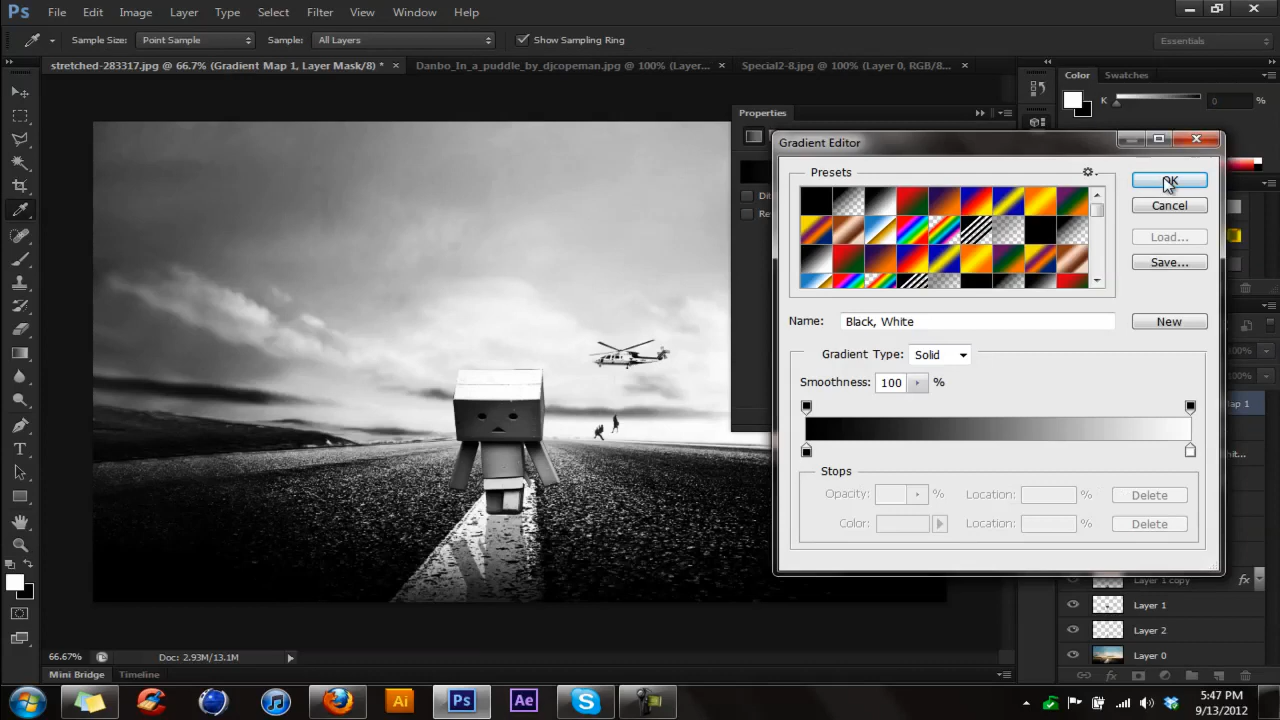 Ps File Edit Image Layer Type Select Filter View Window Help
Sample Size: Point Sample Sample: All Layers Show Sampling Ring Essentials
stretched-283317.jpg @ 66.7% (Gradient Map 1, Layer Mask/8) * × Danbo_In_a_puddle_by_djcopeman.jpg @ 100% (Layer... × Special2-8.jpg @ 100% (Layer 0, RGB/8... ×
Color Swatches
K 0 %
Properties
Gradient Editor
Presets
OK
Cancel
Load...
Save...
Name: Black, White New
Gradient Type: Solid
Smoothness: 100 %
Stops
Opacity: % Location: % Delete
Color: Location: % Delete
Layer 1 copy fx
Layer 1
Layer 2
Layer 0
66.67% Doc: 2.93M/13.1M
Mini Bridge Timeline
Ai Ps Ae
5:47 PM
9/13/2012